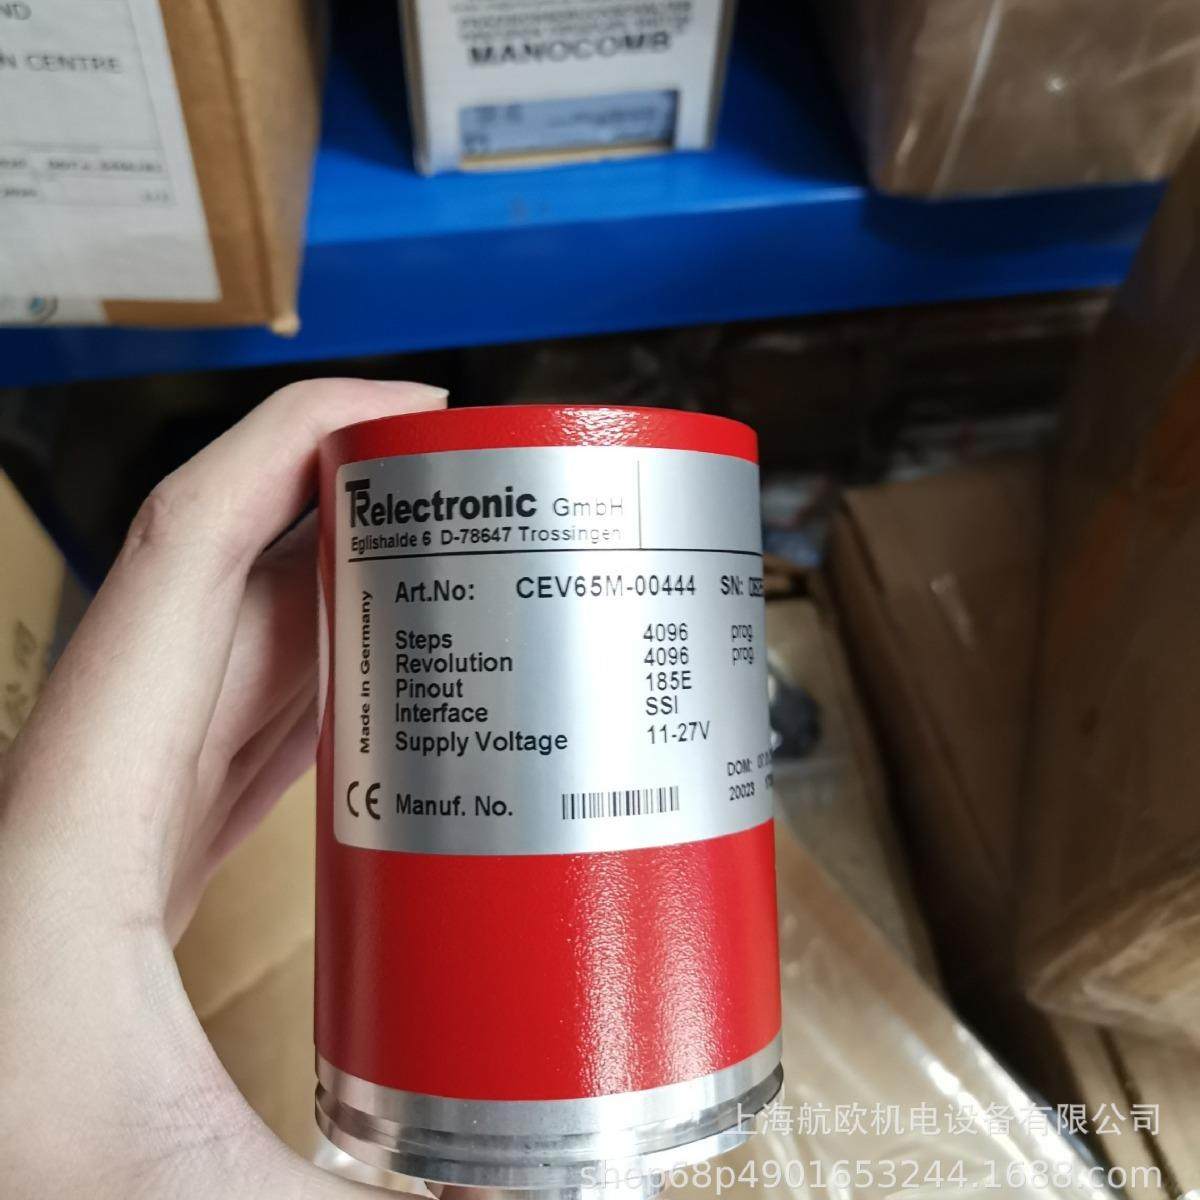 ND
N CENTRE
MANOCOMB
TRelectronic GmbH
Eglishalde 6 D-78647 Trossingen
Made in Germany
Art.No: CEV65M-00444 SN:
Steps 4096 prog.
Revolution 4096 prog.
Pinout 185E
Interface SSI
Supply Voltage 11-27V
DOM: 07
CE Manuf. No. 20023
上海航欧机电设备有限公司
shop68p4901653244.1688.com